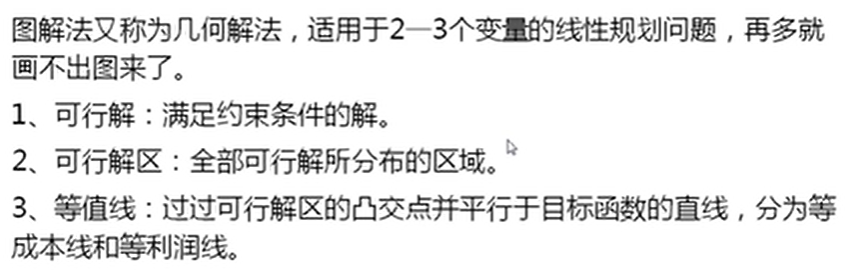 图解法又称为几何解法，适用于2—3个变量的线性规划问题，再多就
画不出图来了。
1、可行解：满足约束条件的解。
2、可行解区：全部可行解所分布的区域。
3、等值线：过过可行解区的凸交点并平行于目标函数的直线，分为等
成本线和等利润线。